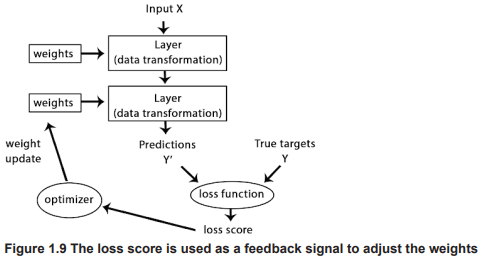 Input X
Layer
(data transformation)
weights
Layer
(data transformation)
weights
weight
update
Predictions
Y'
True targets
Y
optimizer
loss function
loss score
Figure 1.9 The loss score is used as a feedback signal to adjust the weights